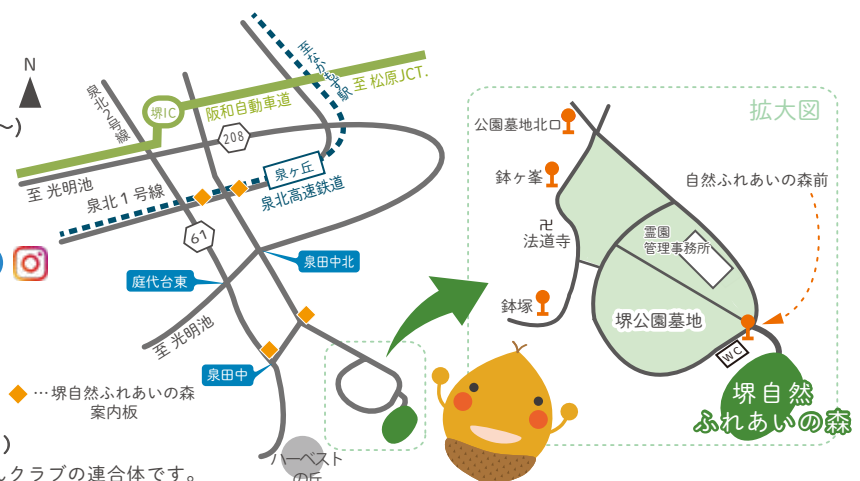 N
〜)
泉北2号線
堺IC
阪和自動車道
至 松原JCT.
至なかもず駅
208
泉ヶ丘
泉北高速鉄道
至 光明池
泉北1号線
61
泉田中北
庭代台東
至 光明池
泉田中
…堺自然ふれあいの森
案内板
ハーベスト
の丘
)
んクラブの連合体です。
拡大図
公園墓地北口
鉢ヶ峯
自然ふれあいの森前
卍
法道寺
霊園
管理事務所
鉢塚
堺公園墓地
WC
堺自然
ふれあいの森